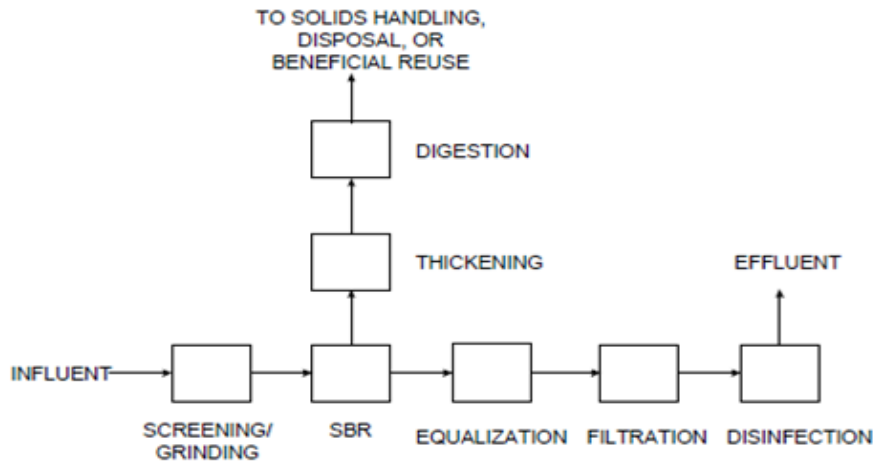 TO SOLIDS HANDLING,
DISPOSAL, OR
BENEFICIAL REUSE
DIGESTION
THICKENING
EFFLUENT
INFLUENT
SCREENING/
GRINDING
SBR
EQUALIZATION
FILTRATION
DISINFECTION